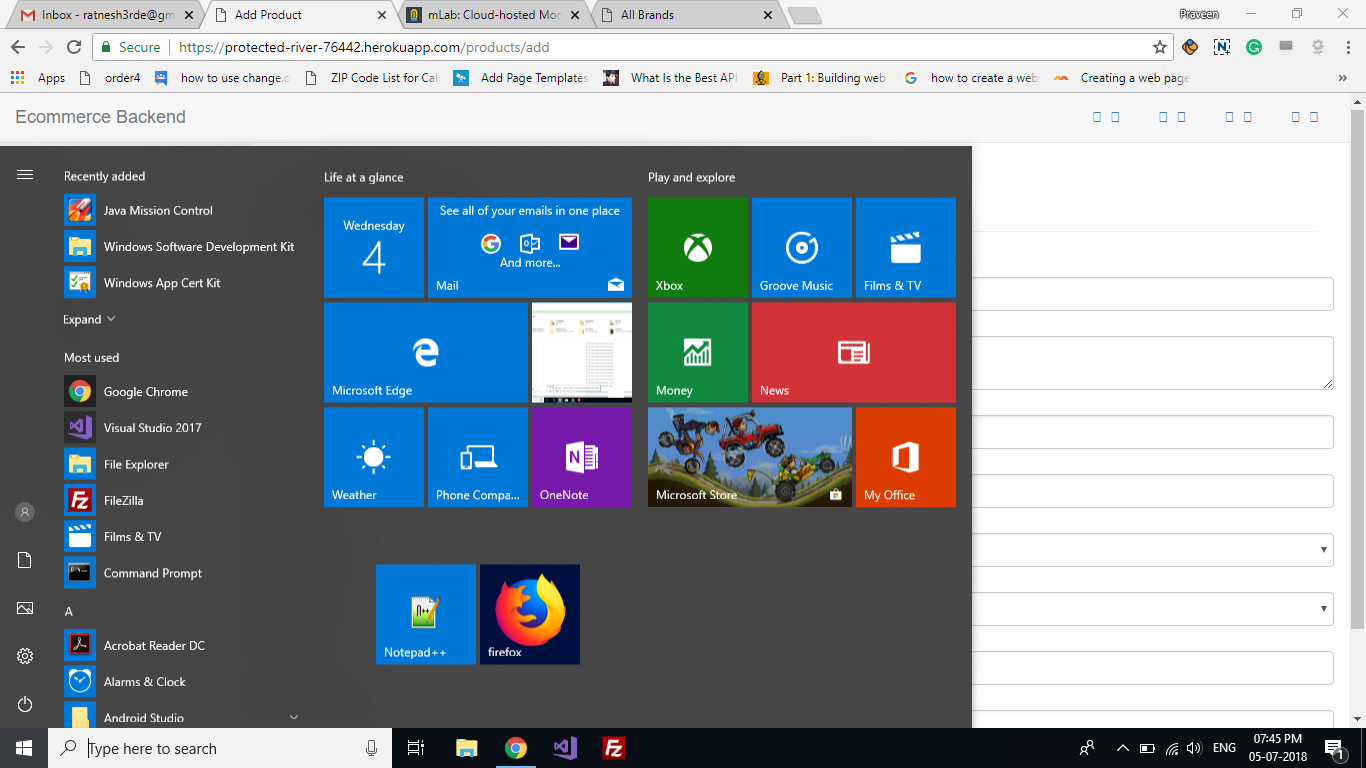 Inbox - ratnesh3rde@gm
Add Product
mLab: Cloud-hosted Mon
All Brands
Praveen
Secure
https://protected-river-76442.herokuapp.com/products/add
Apps
order4
how to use change.o
ZIP Code List for Cal
Add Page Templates
What Is the Best API
Part 1: Building web
how to create a web
Creating a web page
»
Ecommerce Backend
Recently added
Java Mission Control
Windows Software Development Kit
Windows App Cert Kit
Expand
Most used
Google Chrome
Visual Studio 2017
File Explorer
FileZilla
Films & TV
Command Prompt
A
Acrobat Reader DC
Alarms & Clock
Android Studio
Life at a glance
Wednesday
4
See all of your emails in one place
And more...
Mail
Microsoft Edge
Weather
Phone Compa...
OneNote
Notepad++
firefox
Play and explore
Xbox
Groove Music
Films & TV
Money
News
Microsoft Store
My Office
Type here to search
ENG
07:45 PM
05-07-2018
1